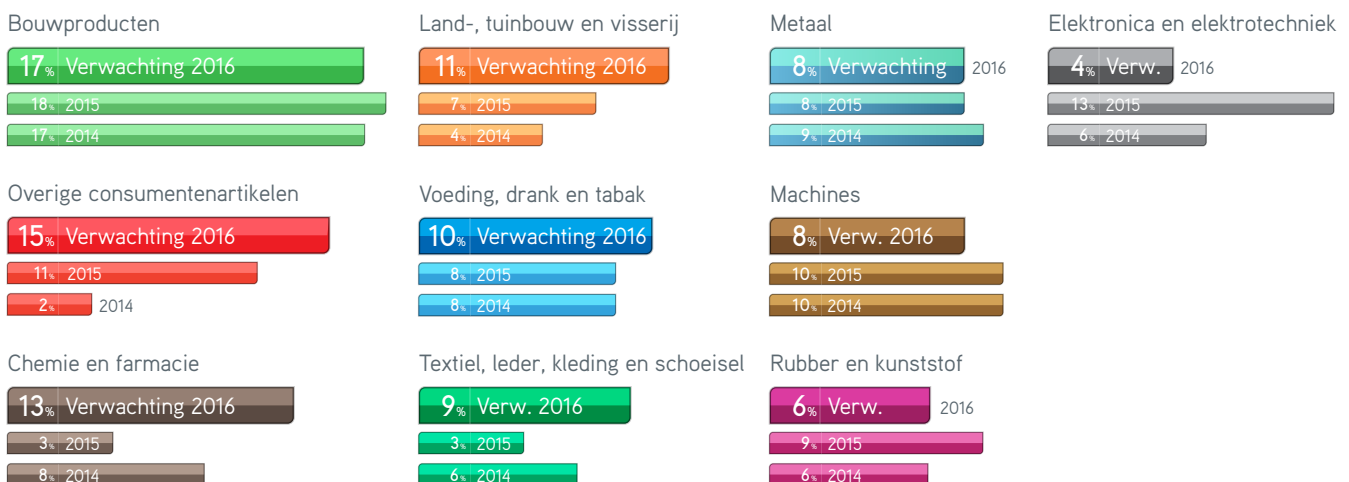 Bouwproducten
17% Verwachting 2016
18% 2015
17% 2014
Overige consumentenartikelen
15% Verwachting 2016
11% 2015
2% 2014
Chemie en farmacie
13% Verwachting 2016
3% 2015
8% 2014
Land-, tuinbouw en visserij
11% Verwachting 2016
7% 2015
4% 2014
Voeding, drank en tabak
10% Verwachting 2016
8% 2015
8% 2014
Textiel, leder, kleding en schoeisel
9% Verw. 2016
3% 2015
6% 2014
Metaal
8% Verwachting 2016
8% 2015
9% 2014
Machines
8% Verw. 2016
10% 2015
10% 2014
Rubber en kunststof
6% Verw. 2016
9% 2015
6% 2014
Elektronica en elektrotechniek
4% Verw. 2016
13% 2015
6% 2014